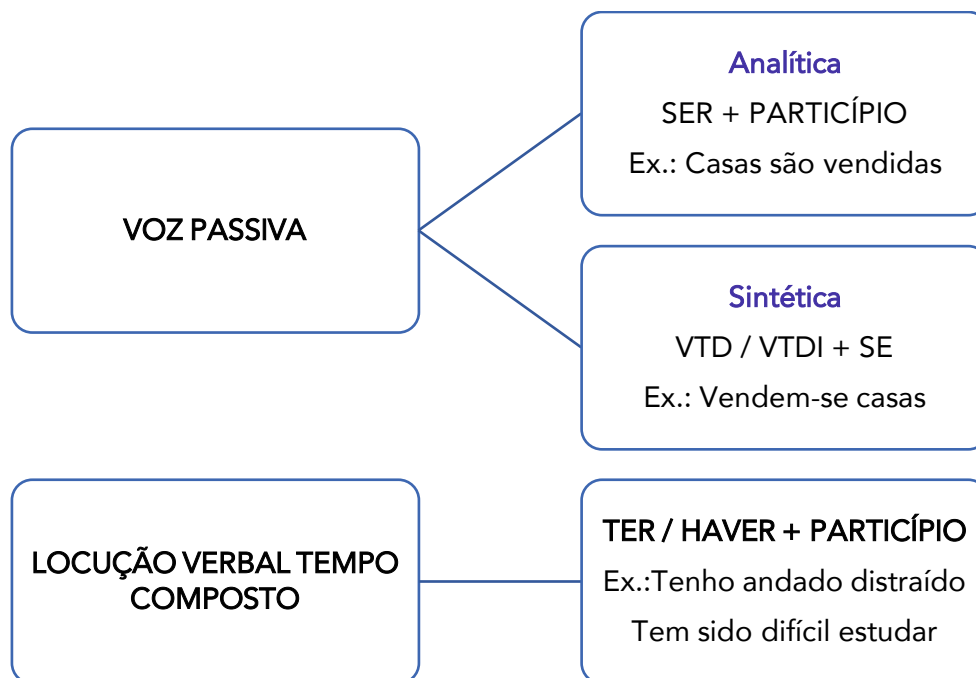 VOZ PASSIVA
Analítica
SER + PARTICÍPIO
Ex.: Casas são vendidas
Sintética
VTD / VTDI + SE
Ex.: Vendem-se casas
LOCUÇÃO VERBAL TEMPO
COMPOSTO
TER / HAVER + PARTICÍPIO
Ex.:Tenho andado distraído
Tem sido difícil estudar